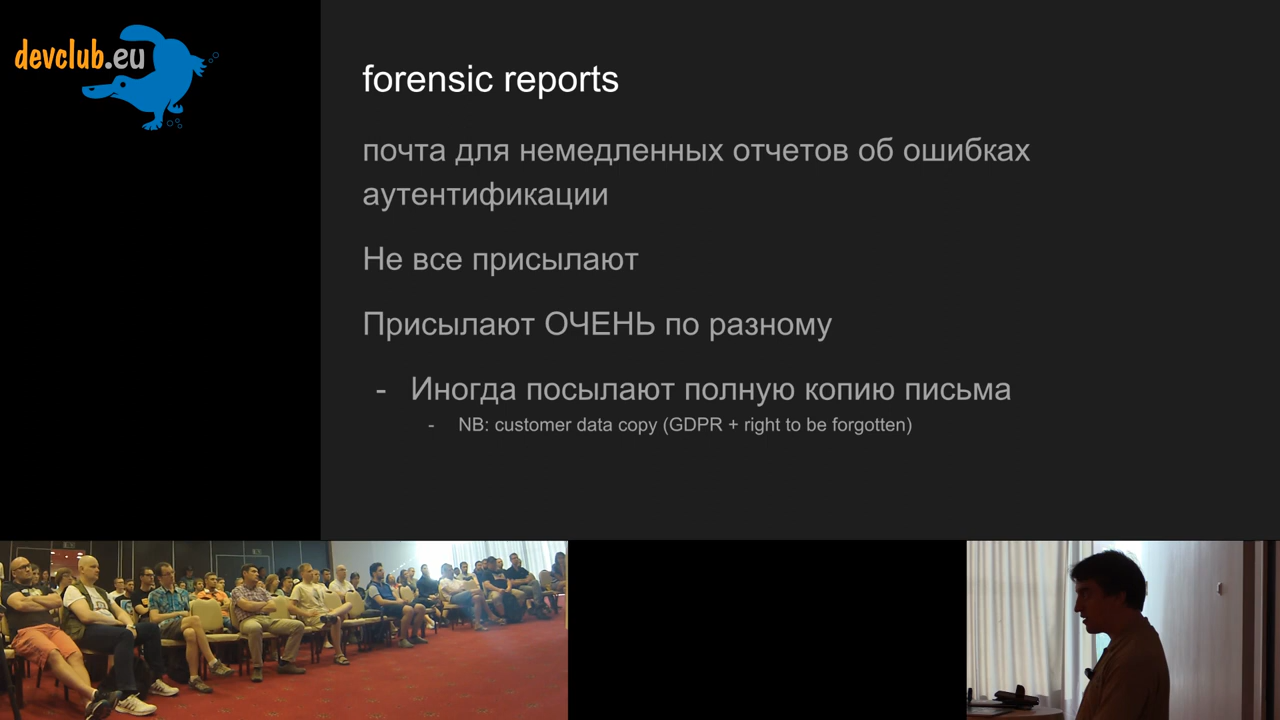 devclub.eu
forensic reports
почта для немедленных отчетов об ошибках
аутентификации
Не все присылают
Присылают ОЧЕНЬ по разному
- Иногда посылают полную копию письма
- NB: customer data copy (GDPR + right to be forgotten)